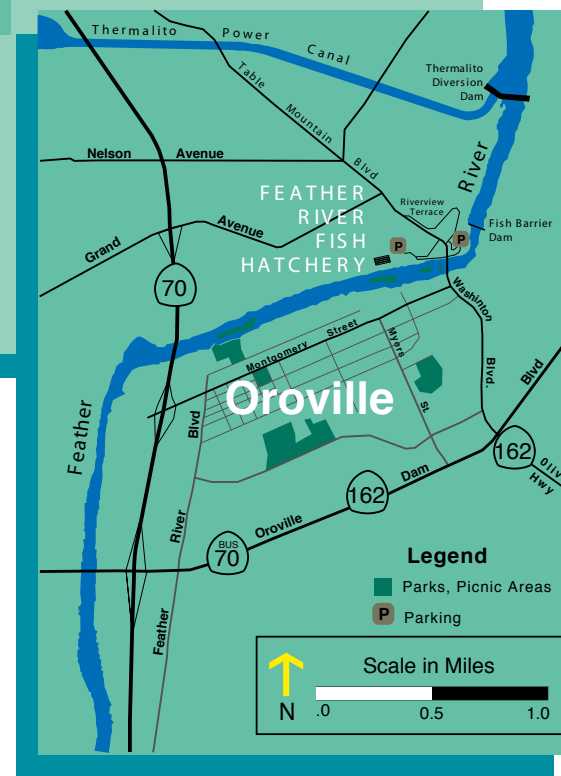 Thermalito Power Canal
Thermalito
Diversion
Dam
Table Mountain Blvd
River
Nelson Avenue
FEATHER
RIVER
FISH
HATCHERY
Riverview
Terrace
P
P
Fish Barrier
Dam
Grand Avenue
70
Washinton Blvd.
Montgomery Street
Myers St.
Oroville
Feather
162
Oliv
Hwy
162
BUS
70
Oroville Dam Blvd
Feather River Blvd
Legend
Parks, Picnic Areas
P Parking
Scale in Miles
N
.0 0.5 1.0